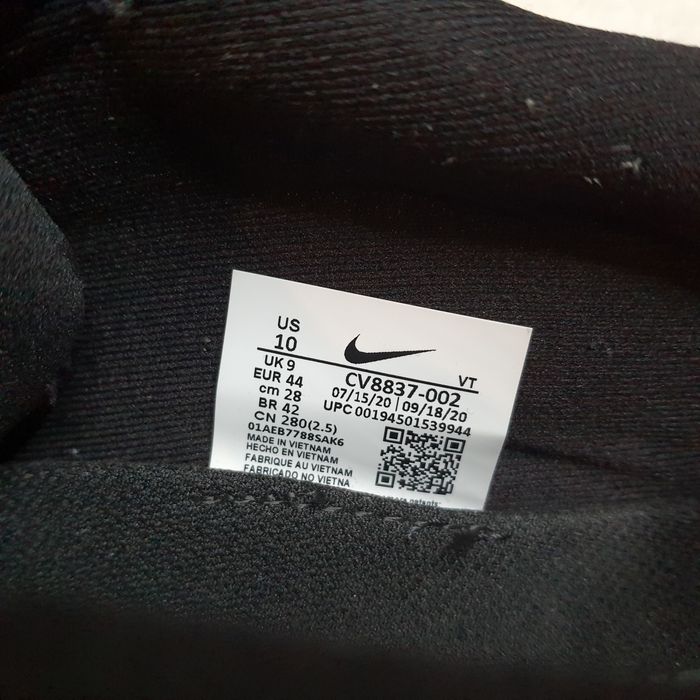 US
10
UK 9
EUR 44
cm 28
BR 42
CN 280(2.5)
01AEB7788SAK6
MADE IN VIETNAM
HECHO EN VIETNAM
FABRIQUE AU VIETNAM
FABRICADO NO VIETNA
VT
CV8837-002
07/15/20 | 09/18/20
UPC 00194501539944
patents: